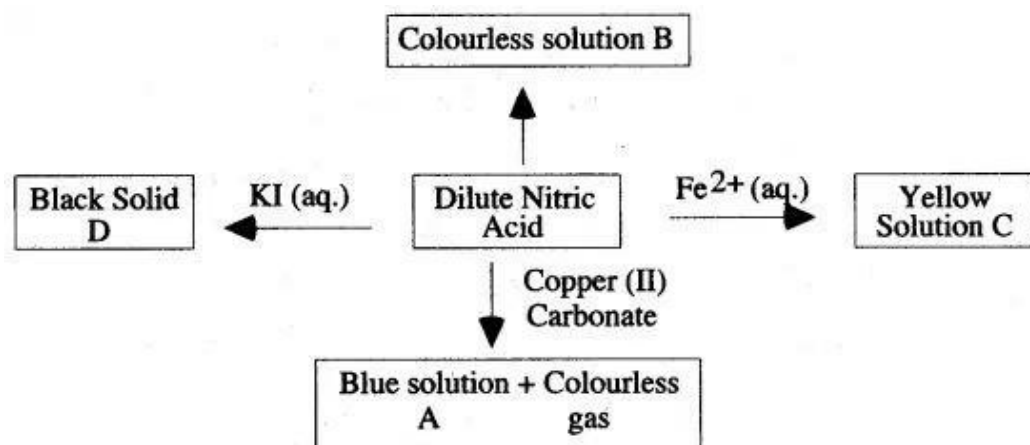 Colourless solution B
Black Solid
D
KI (aq.)
Dilute Nitric
Acid
Fe2+ (aq.)
Yellow
Solution C
Copper (II)
Carbonate
Blue solution + Colourless
A gas